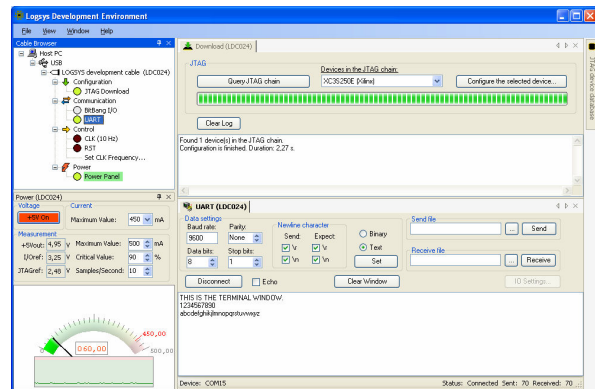 Logsys Development Environment
File View Window Help
Cable Browser
Host PC
USB
LOGSYS development cable (LDC024)
Configuration
JTAG Download
Communication
BitBang I/O
UART
Control
CLK (10 Hz)
RST
Set CLK Frequency...
Power
Power Panel
Power (LDC024)
Voltage Current
+5V On Maximum Value: 450 mA
Measurement
+5Vout: 4,95 V Maximum Value: 500 mA
I/Oref: 3,25 V Critical Value: 90 %
JTAGref: 2,48 V Samples/Second: 10
450,00
060,00
500,00
Download (LDC024)
JTAG
Devices in the JTAG chain:
Query JTAG chain XC3S250E (Xilinx) Configure the selected device...
Clear Log
Found 1 device(s) in the JTAG chain.
Configuration is finished. Duration: 2,27 s.
UART (LDC024)
Data settings
Baud rate: Parity:
9600 None
Data bits: Stop bits:
8 1
Newline character
Send: Expect:
\r \r
\n \n
Binary
Text
Set
Send file
... Send
Receive file
... Receive
Disconnect Echo Clear Window IO Settings...
THIS IS THE TERMINAL WINDOW.
1234567890
abcdefghijklmnopqrstuvwxyz
Device: COM15 Status: Connected Sent: 70 Received: 70
JTAG device database